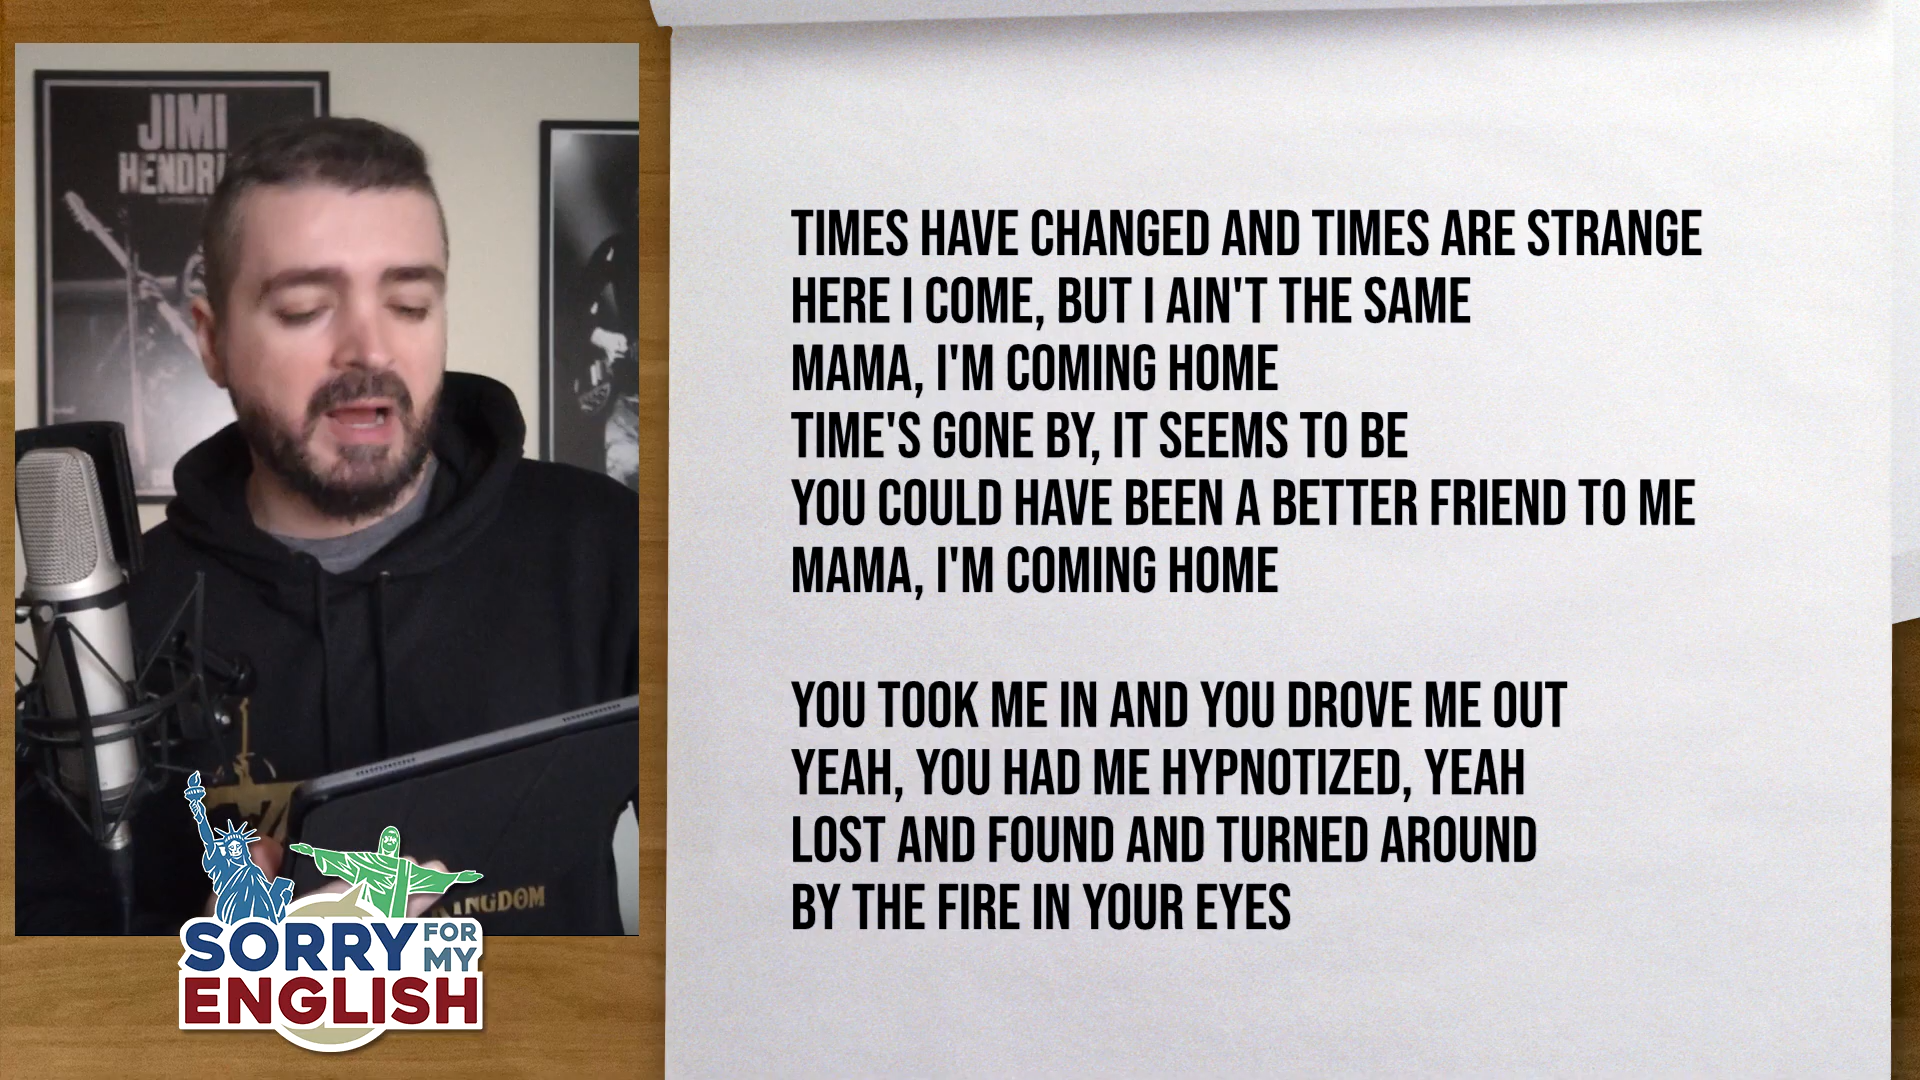 JIMI
TIMES HAVE CHANGED AND TIMES ARE STRANGE
HERE I COME, BUT I AIN'T THE SAME
MAMA, I'M COMING HOME
TIME'S GONE BY, IT SEEMS TO BE
YOU COULD HAVE BEEN A BETTER FRIEND TO ME
MAMA, I'M COMING HOME
YOU TOOK ME IN AND YOU DROVE ME OUT
YEAH, YOU HAD ME HYPNOTIZED, YEAH
LOST AND FOUND AND TURNED AROUND
BY THE FIRE IN YOUR EYES
SORRY FOR MY
ENGLISH